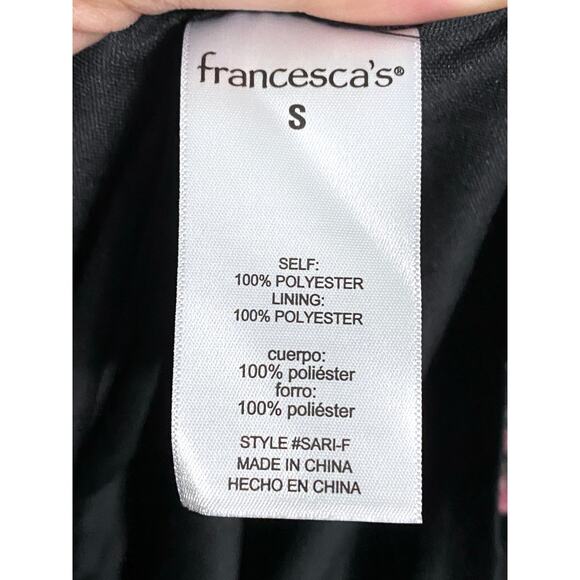 francesca's®
S
SELF:
100% POLYESTER
LINING:
100% POLYESTER
cuerpo:
100% poliéster
forro:
100% poliéster
STYLE #SARI-F
MADE IN CHINA
HECHO EN CHINA